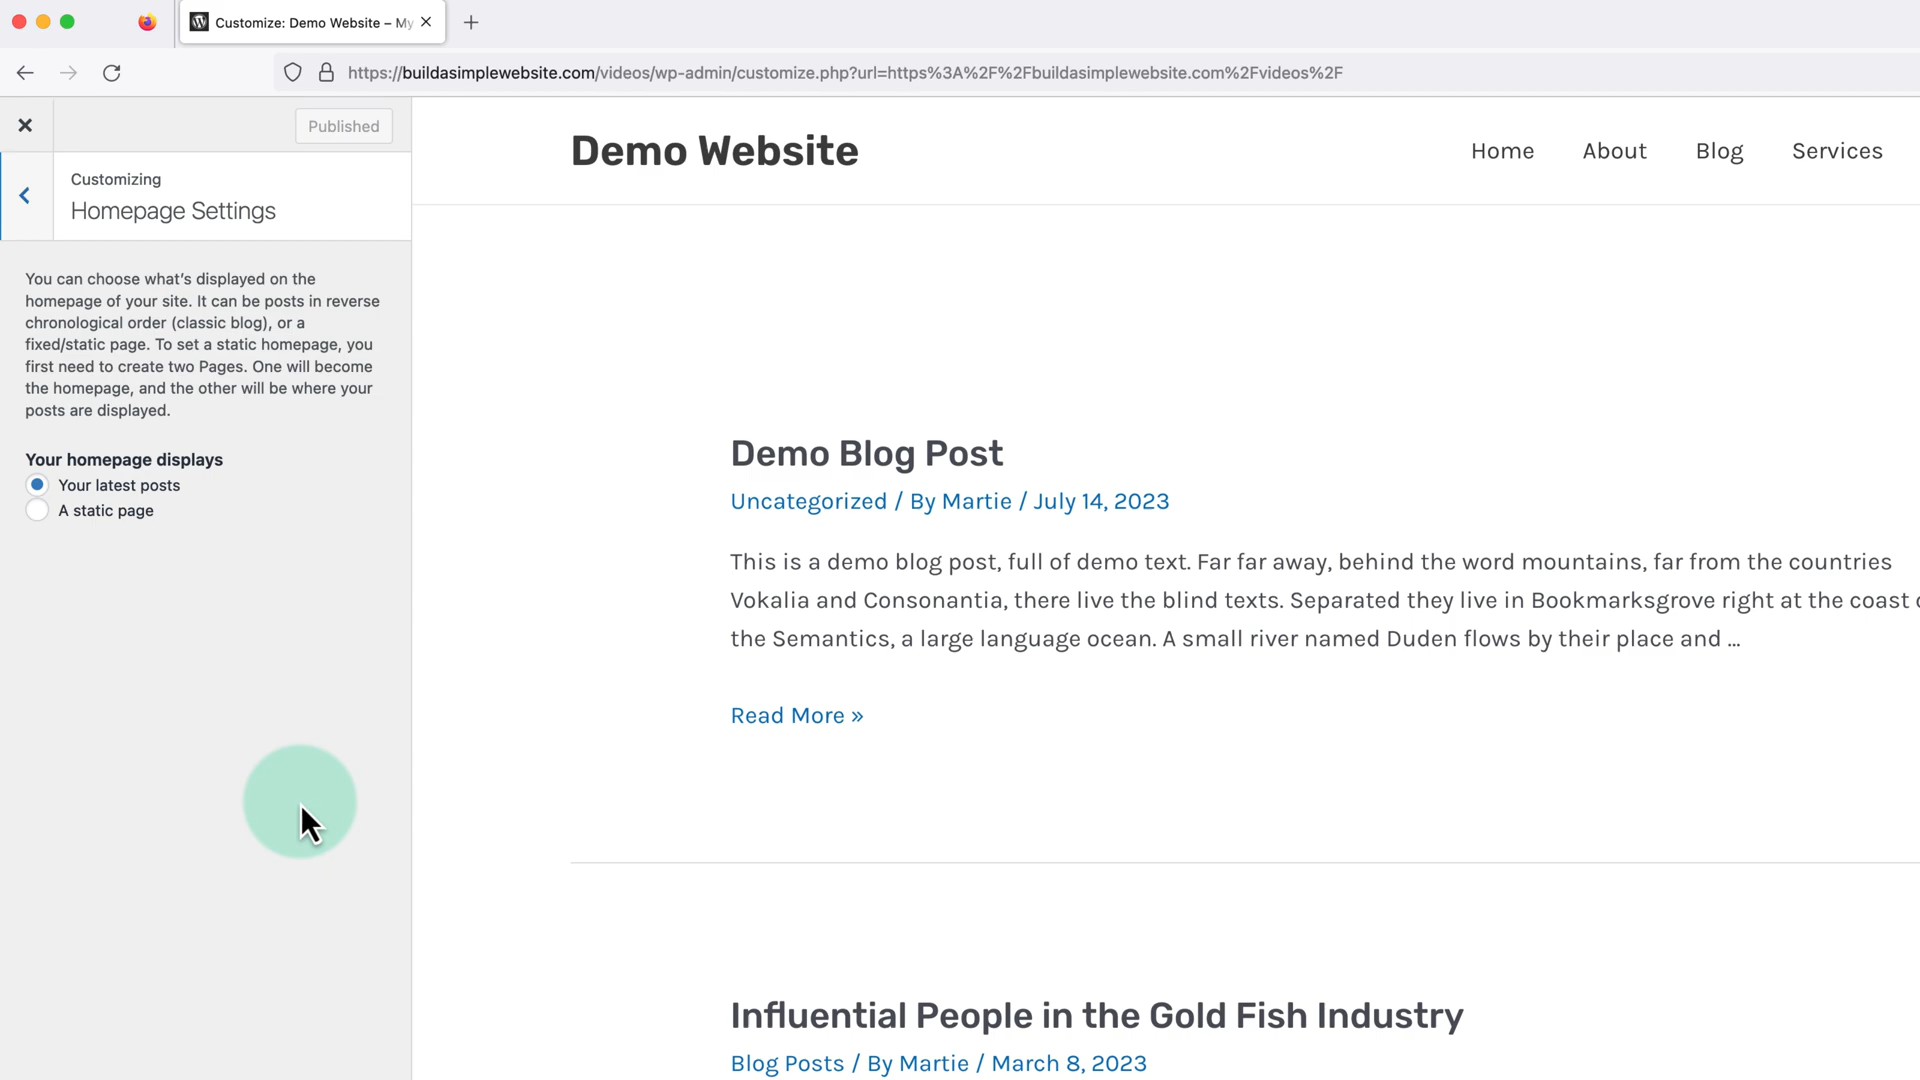 Customize: Demo Website – My
https://buildasimplewebsite.com/videos/wp-admin/customize.php?url=https%3A%2F%2Fbuildasimplewebsite.com%2Fvideos%2F
Published
Customizing
Homepage Settings
You can choose what's displayed on the
homepage of your site. It can be posts in reverse
chronological order (classic blog), or a
fixed/static page. To set a static homepage, you
first need to create two Pages. One will become
the homepage, and the other will be where your
posts are displayed.
Your homepage displays
Your latest posts
A static page
Demo Website
Home About Blog Services
Demo Blog Post
Uncategorized / By Martie / July 14, 2023
This is a demo blog post, full of demo text. Far far away, behind the word mountains, far from the countries
Vokalia and Consonantia, there live the blind texts. Separated they live in Bookmarksgrove right at the coast
the Semantics, a large language ocean. A small river named Duden flows by their place and …
Read More »
Influential People in the Gold Fish Industry
Blog Posts / By Martie / March 8, 2023